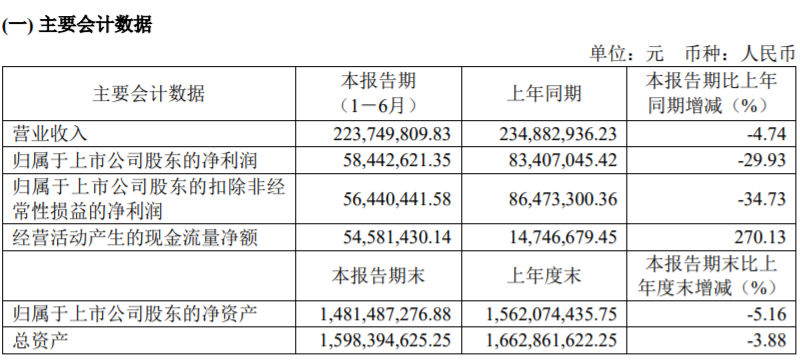 (一) 主要会计数据
单位：元 币种：人民币
主要会计数据 本报告期（1－6月） 上年同期 本报告期比上年同期增减（%）
营业收入 223,749,809.83 234,882,936.23 -4.74
归属于上市公司股东的净利润 58,442,621.35 83,407,045.42 -29.93
归属于上市公司股东的扣除非经常性损益的净利润 56,440,441.58 86,473,300.36 -34.73
经营活动产生的现金流量净额 54,581,430.14 14,746,679.45 270.13
本报告期末 上年度末 本报告期末比上年度末增减（%）
归属于上市公司股东的净资产 1,481,487,276.88 1,562,074,435.75 -5.16
总资产 1,598,394,625.25 1,662,861,622.25 -3.88